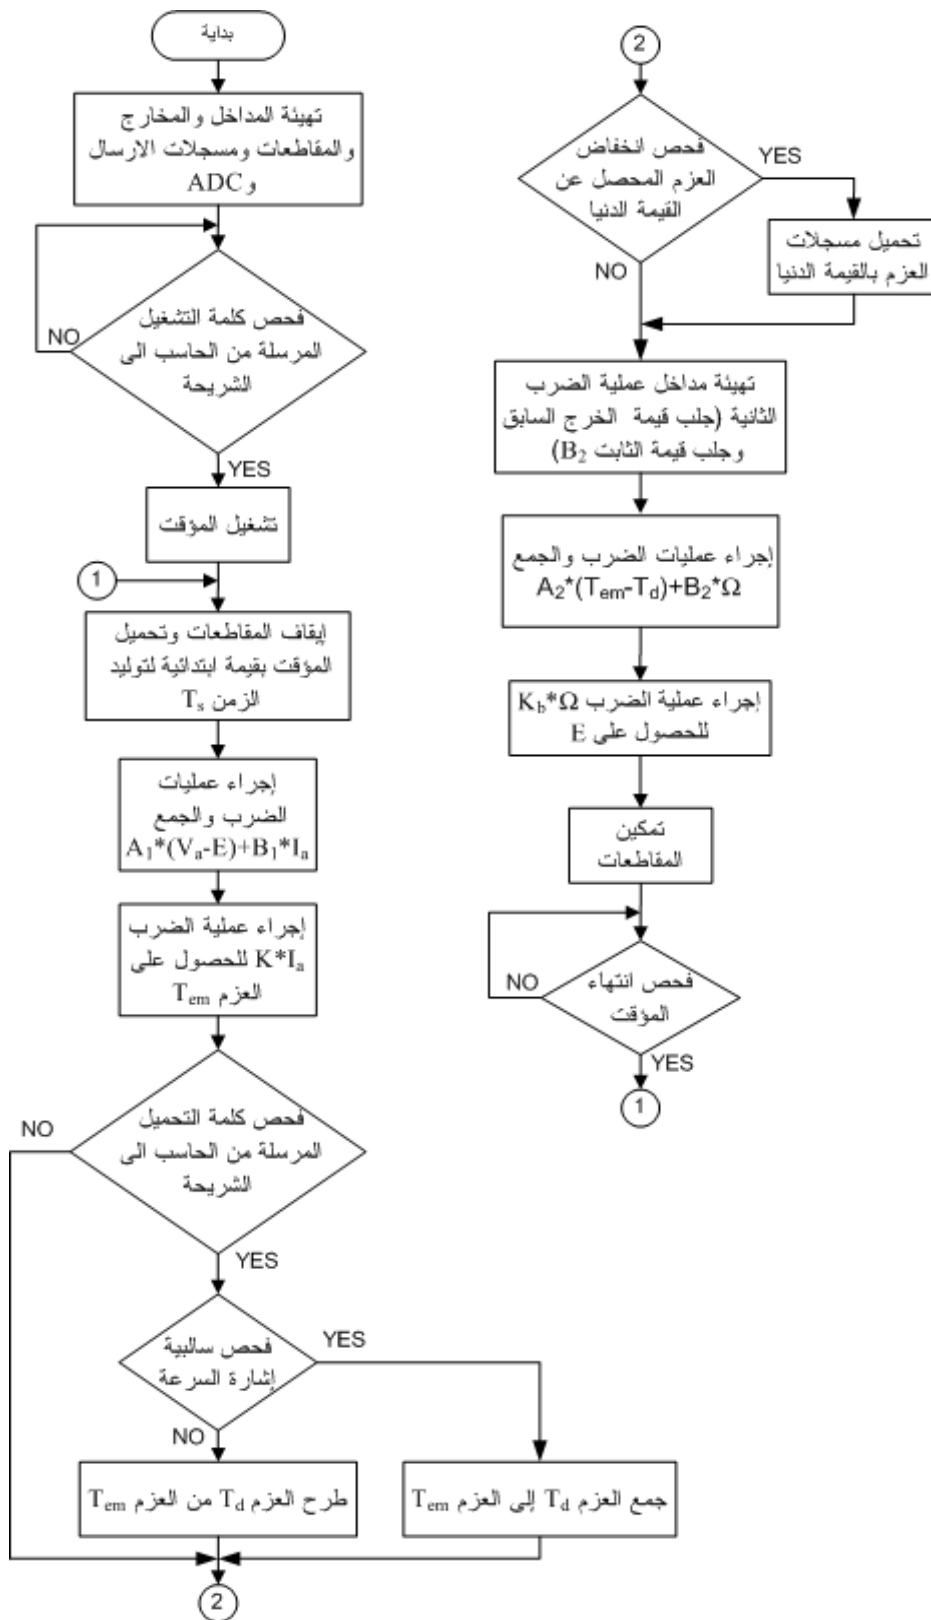 بداية
تهيئة المداخل والمخارج
والمقاطعات ومسجلات الارسال
و ADC
فحص كلمة التشغيل
المرسلة من الحاسب الى
الشريحة
NO
YES
تشغيل المؤقت
1
إيقاف المقاطعات وتحميل
المؤقت بقيمة ابتدائية لتوليد
الزمن Ts
إجراء عمليات
الضرب والجمع
A1*(Va-E)+B1*Ia
إجراء عملية الضرب
K*Ia للحصول على
العزم Tem
فحص كلمة التحميل
المرسلة من الحاسب الى
الشريحة
NO
YES
فحص سالبية
إشارة السرعة
YES
NO
طرح العزم Td من العزم Tem
جمع العزم Td إلى العزم Tem
2
2
فحص انخفاض
العزم المحصل عن
القيمة الدنيا
YES
NO
تحميل مسجلات
العزم بالقيمة الدنيا
تهيئة مداخل عملية الضرب
الثانية (جلب قيمة الخرج السابق
وجلب قيمة الثابت B2)
إجراء عمليات الضرب والجمع
A2*(Tem-Td)+B2*Ω
إجراء عملية الضرب Kb*Ω
للحصول على E
تمكين
المقاطعات
فحص انتهاء
المؤقت
NO
YES
1